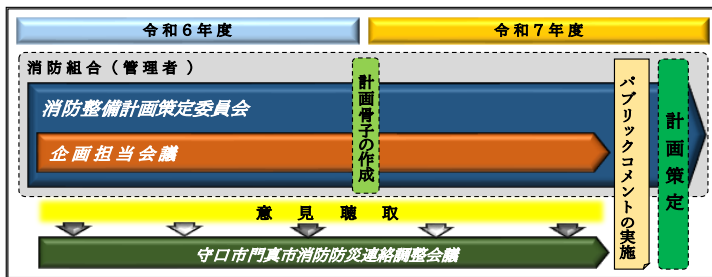 令和６年度
令和７年度
消防組合（管理者）
消防整備計画策定委員会
企画担当会議
計画骨子の作成
パブリックコメントの実施
計画策定
意見聴取
守口市門真市消防防災連絡調整会議